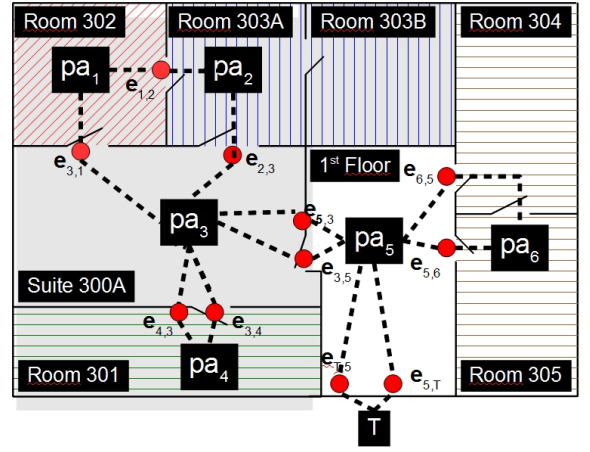 Room 302
Room 303A
Room 303B
Room 304
pa1
e1,2
pa2
e3,1
e2,3
1st Floor
e6,5
pa3
e5,3
pa5
pa6
e3,5
e5,6
Suite 300A
e4,3
e3,4
Room 301
pa4
eT,5
e5,T
Room 305
T